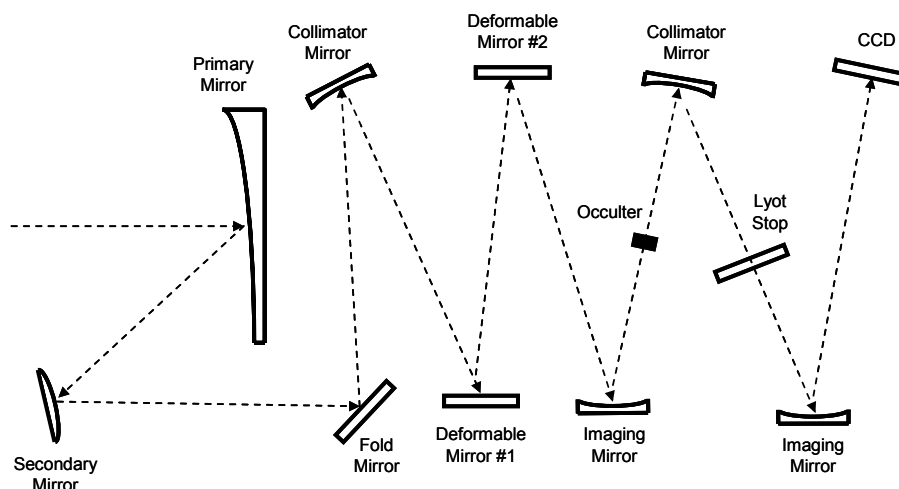 Primary
Mirror
Collimator
Mirror
Deformable
Mirror #2
Collimator
Mirror
CCD
Occulter
Lyot
Stop
Secondary
Mirror
Fold
Mirror
Deformable
Mirror #1
Imaging
Mirror
Imaging
Mirror